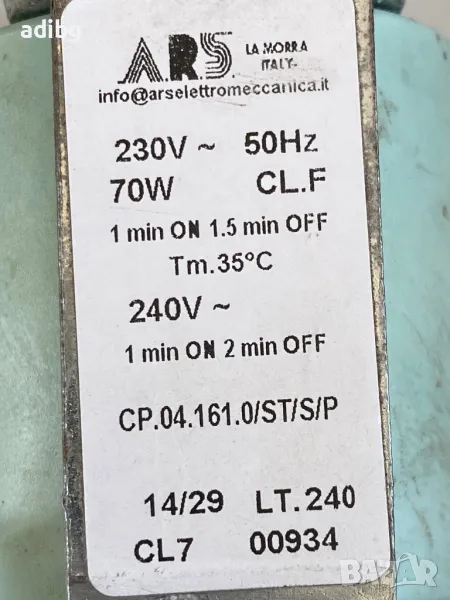 adibg
A.R.S. LA MORRA
ITALY-
info@arselettromeccanica.it
230V ~ 50Hz
70W CL.F
1 min ON 1.5 min OFF
Tm.35°C
240V ~
1 min ON 2 min OFF
CP.04.161.0/ST/S/P
14/29 LT.240
CL7 00934
BAZAR